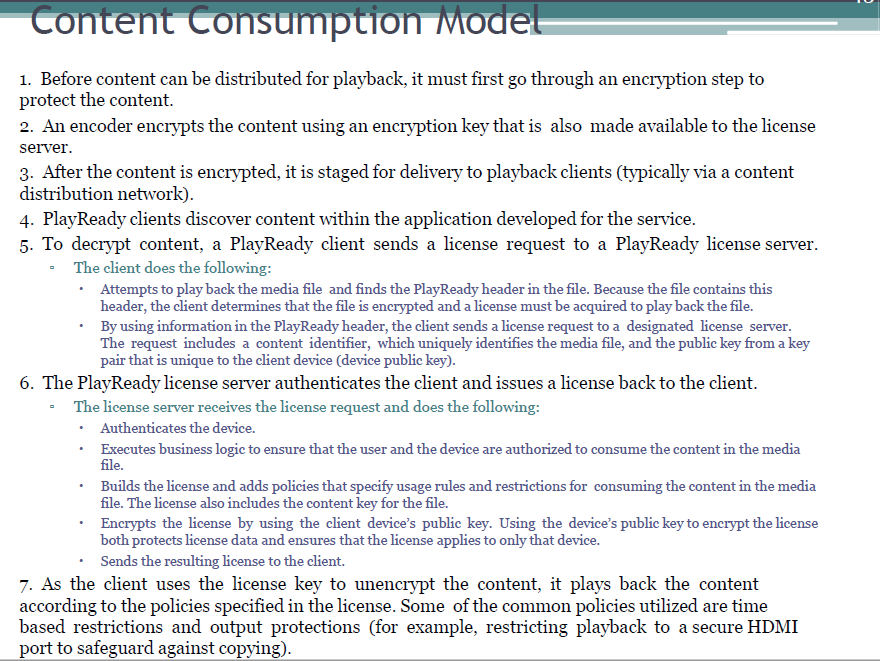 Content Consumption Model
1. Before content can be distributed for playback, it must first go through an encryption step to
protect the content.
2. An encoder encrypts the content using an encryption key that is also made available to the license
server.
3. After the content is encrypted, it is staged for delivery to playback clients (typically via a content
distribution network).
4. PlayReady clients discover content within the application developed for the service.
5. To decrypt content, a PlayReady client sends a license request to a PlayReady license server.
▫ The client does the following:
• Attempts to play back the media file and finds the PlayReady header in the file. Because the file contains this
header, the client determines that the file is encrypted and a license must be acquired to play back the file.
• By using information in the PlayReady header, the client sends a license request to a designated license server.
The request includes a content identifier, which uniquely identifies the media file, and the public key from a key
pair that is unique to the client device (device public key).
6. The PlayReady license server authenticates the client and issues a license back to the client.
▫ The license server receives the license request and does the following:
• Authenticates the device.
• Executes business logic to ensure that the user and the device are authorized to consume the content in the media
file.
• Builds the license and adds policies that specify usage rules and restrictions for consuming the content in the media
file. The license also includes the content key for the file.
• Encrypts the license by using the client device's public key. Using the device's public key to encrypt the license
both protects license data and ensures that the license applies to only that device.
• Sends the resulting license to the client.
7. As the client uses the license key to unencrypt the content, it plays back the content
according to the policies specified in the license. Some of the common policies utilized are time
based restrictions and output protections (for example, restricting playback to a secure HDMI
port to safeguard against copying).